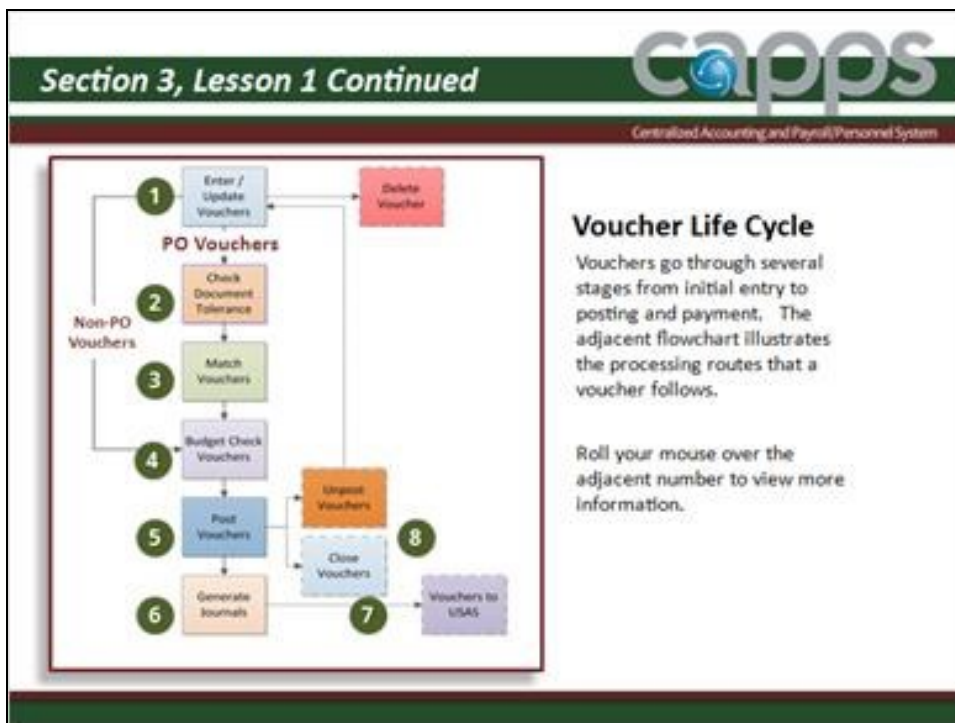 Section 3, Lesson 1 Continued
capps
Centralized Accounting and Payroll/Personnel System
1
Enter /
Update
Vouchers
Delete
Voucher
PO Vouchers
2
Check
Document
Tolerance
Non-PO
Vouchers
3
Match
Vouchers
4
Budget Check
Vouchers
5
Post
Vouchers
Unpost
Vouchers
8
Close
Vouchers
6
Generate
Journals
7
Vouchers to
USAS
Voucher Life Cycle
Vouchers go through several
stages from initial entry to
posting and payment. The
adjacent flowchart illustrates
the processing routes that a
voucher follows.
Roll your mouse over the
adjacent number to view more
information.